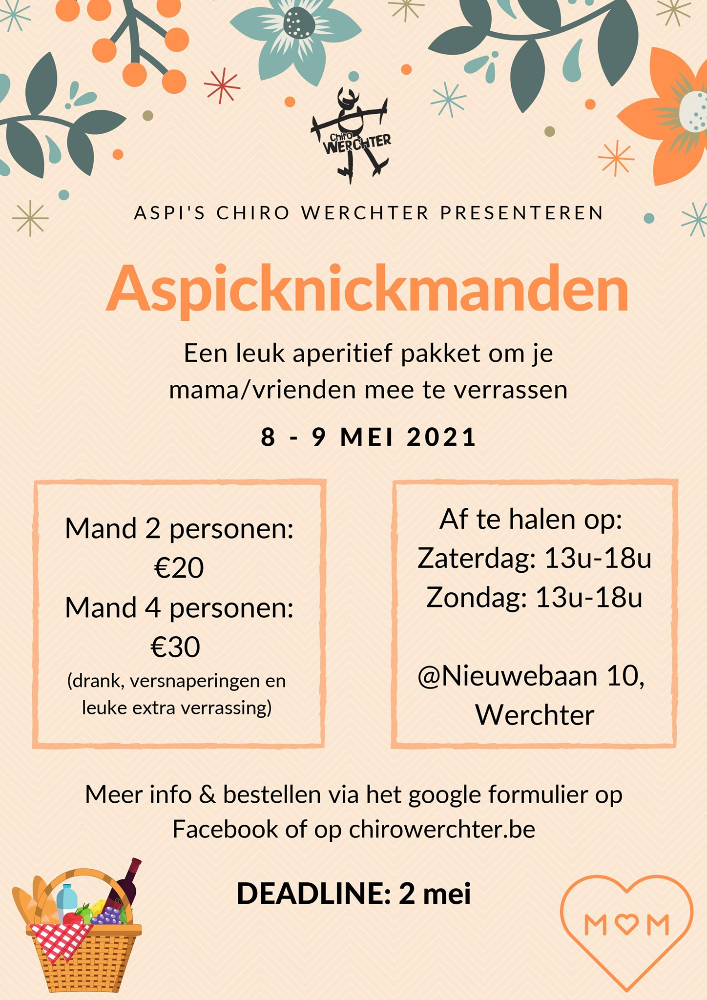 Chiro
WERCHTER
ASPI'S CHIRO WERCHTER PRESENTEREN
Aspicknickmanden
Een leuk aperitief pakket om je
mama/vrienden mee te verrassen
8 - 9 MEI 2021
Mand 2 personen:
€20
Mand 4 personen:
€30
(drank, versnaperingen en
leuke extra verrassing)
Af te halen op:
Zaterdag: 13u-18u
Zondag: 13u-18u
@Nieuwebaan 10,
Werchter
Meer info & bestellen via het google formulier op
Facebook of op chirowerchter.be
DEADLINE: 2 mei
MOM